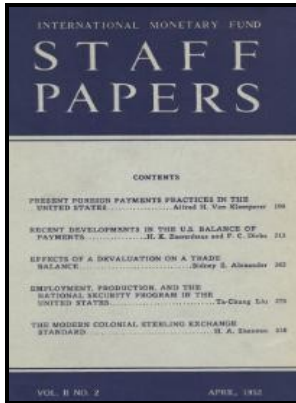 INTERNATIONAL MONETARY FUND
STAFF
PAPERS
CONTENTS
PRESENT FOREIGN PAYMENTS PRACTICES IN THE
UNITED STATES.......................Alfred H. Von Klemperer
RECENT DEVELOPMENTS IN THE U.S. BALANCE OF
PAYMENTS................H. K. Zassenhaus and F. C. Dirks
EFFECTS OF A DEVALUATION ON A TRADE
BALANCE............................Sidney S. Alexander 263
EMPLOYMENT, PRODUCTION, AND THE
NATIONAL SECURITY PROGRAM IN THE
UNITED STATES..........................Ta-Chung Liu
THE MODERN COLONIAL STERLING EXCHANGE
STANDARD.............................H. A. Shannon
VOL. II NO. 2
APRIL, 1952